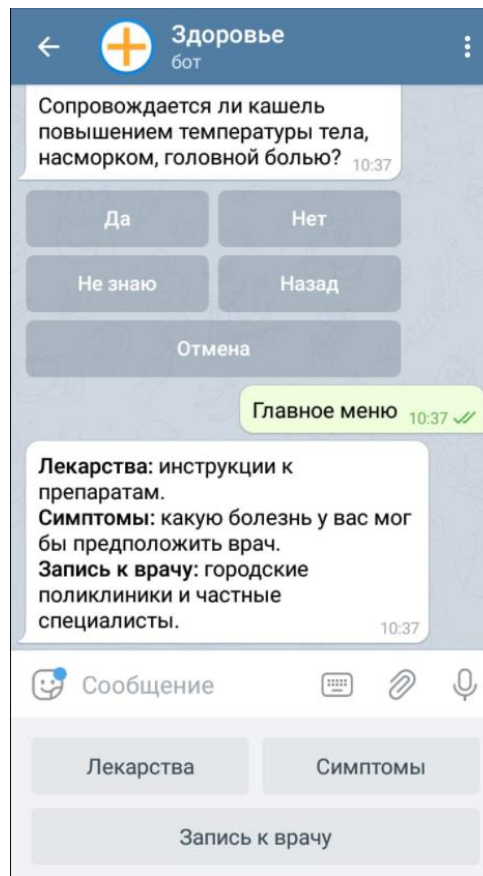 Здоровье
бот
Сопровождается ли кашель
повышением температуры тела,
насморком, головной болью? 10:37
Да Нет
Не знаю Назад
Отмена
Главное меню 10:37
Лекарства: инструкции к
препаратам.
Симптомы: какую болезнь у вас мог
бы предположить врач.
Запись к врачу: городские
поликлиники и частные
специалисты. 10:37
Сообщение
Лекарства Симптомы
Запись к врачу